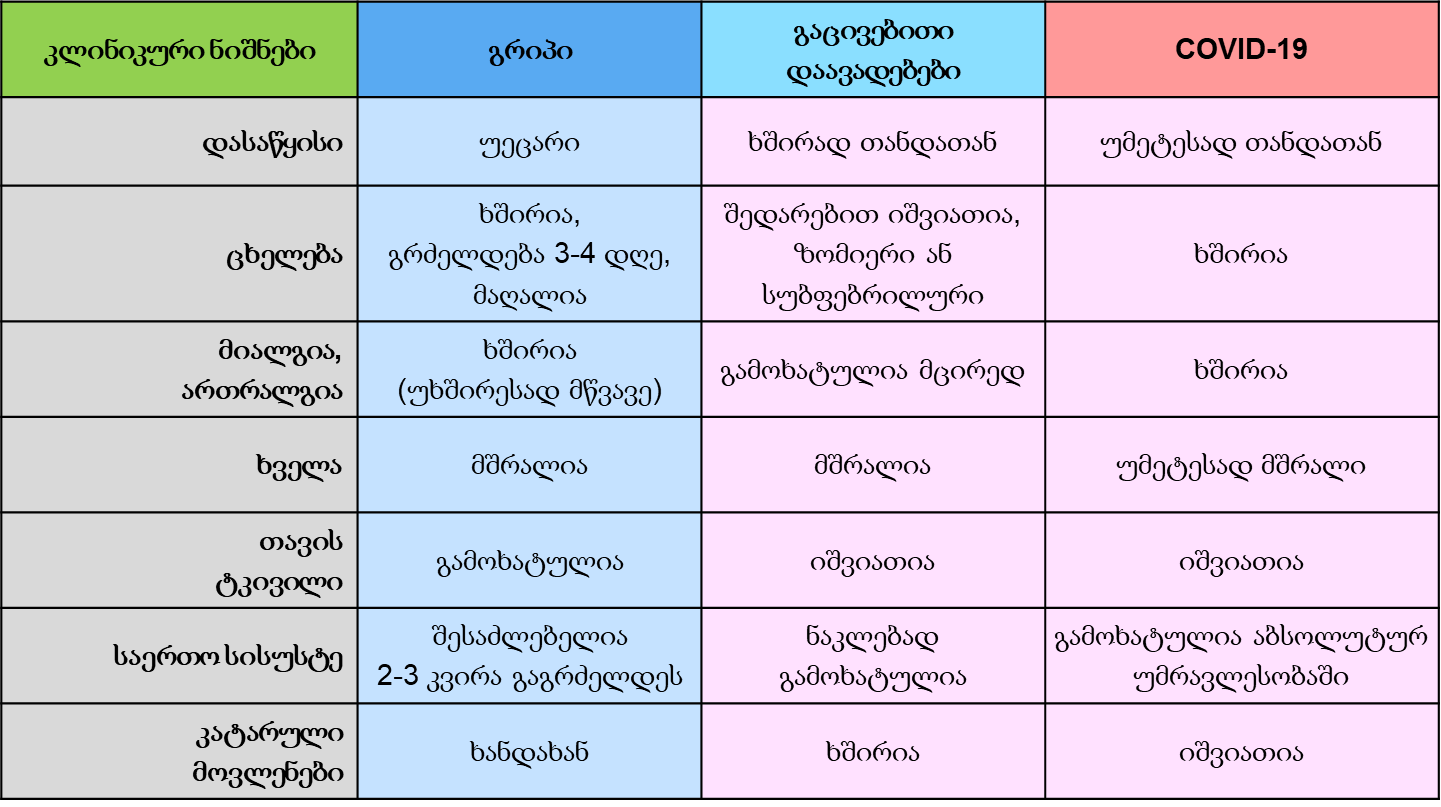 კლინიკური ნიშნები
გრიპი
გაცივებითი
დაავადებები
COVID-19
დასაწყისი
უეცარი
ხშირად თანდათან
უმეტესად თანდათან
ცხელება
ხშირია,
გრძელდება 3-4 დღე,
მაღალია
შედარებით იშვიათია,
ზომიერი ან
სუბფებრილური
ხშირია
მიალგია,
ართრალგია
ხშირია
(უხშირესად მწვავე)
გამოხატულია მცირედ
ხშირია
ხველა
მშრალია
მშრალია
უმეტესად მშრალი
თავის
ტკივილი
გამოხატულია
იშვიათია
იშვიათია
საერთო სისუსტე
შესაძლებელია
2-3 კვირა გაგრძელდეს
ნაკლებად
გამოხატულია
გამოხატულია აბსოლუტურ
უმრავლესობაში
კატარული
მოვლენები
ხანდახან
ხშირია
იშვიათია